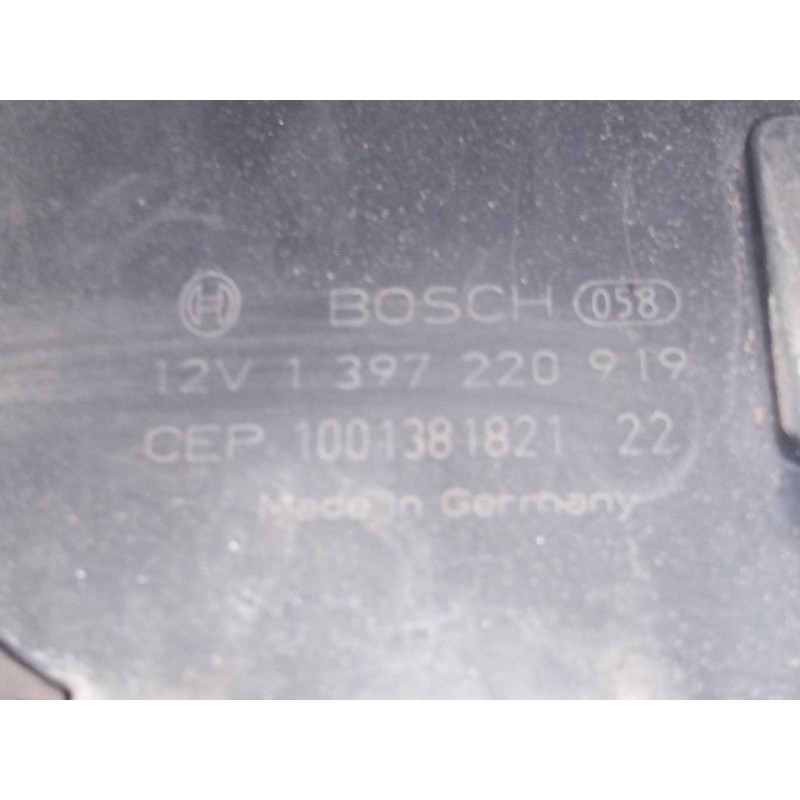 BOSCH 058
12V 1 397 220 919
CEP 1001381821 22
Made in Germany